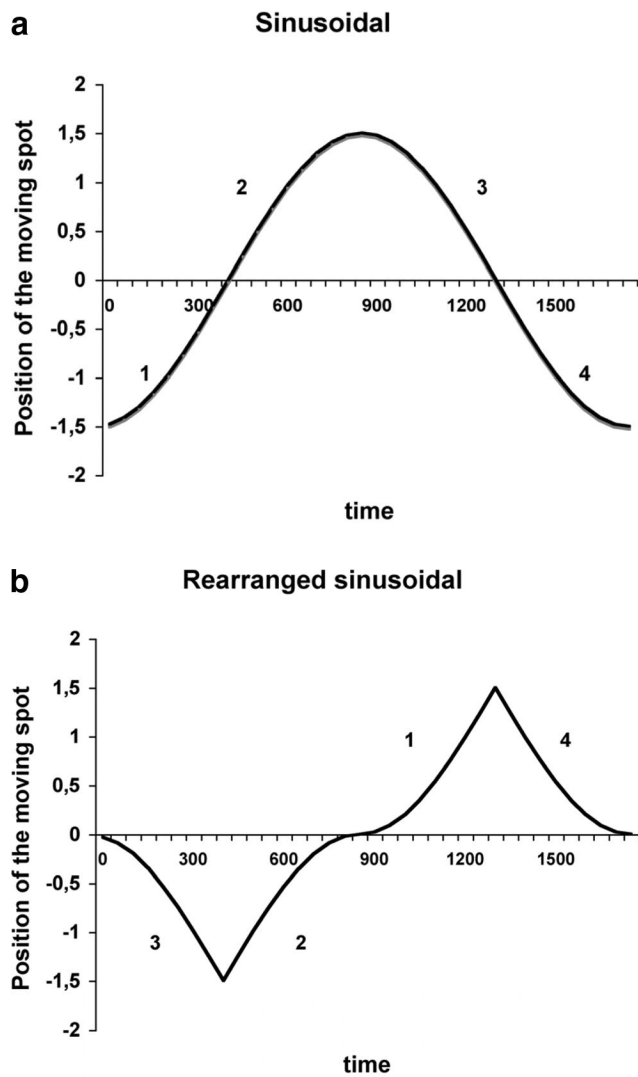 a
Sinusoidal
Position of the moving spot
2
1,5
1
0,5
0
-0,5
-1
-1,5
-2
0 300 600 900 1200 1500
1
2
3
4
time
b
Rearranged sinusoidal
Position of the moving spot
2
1,5
1
0,5
0
-0,5
-1
-1,5
-2
0 300 600 900 1200 1500
3
2
1
4
time